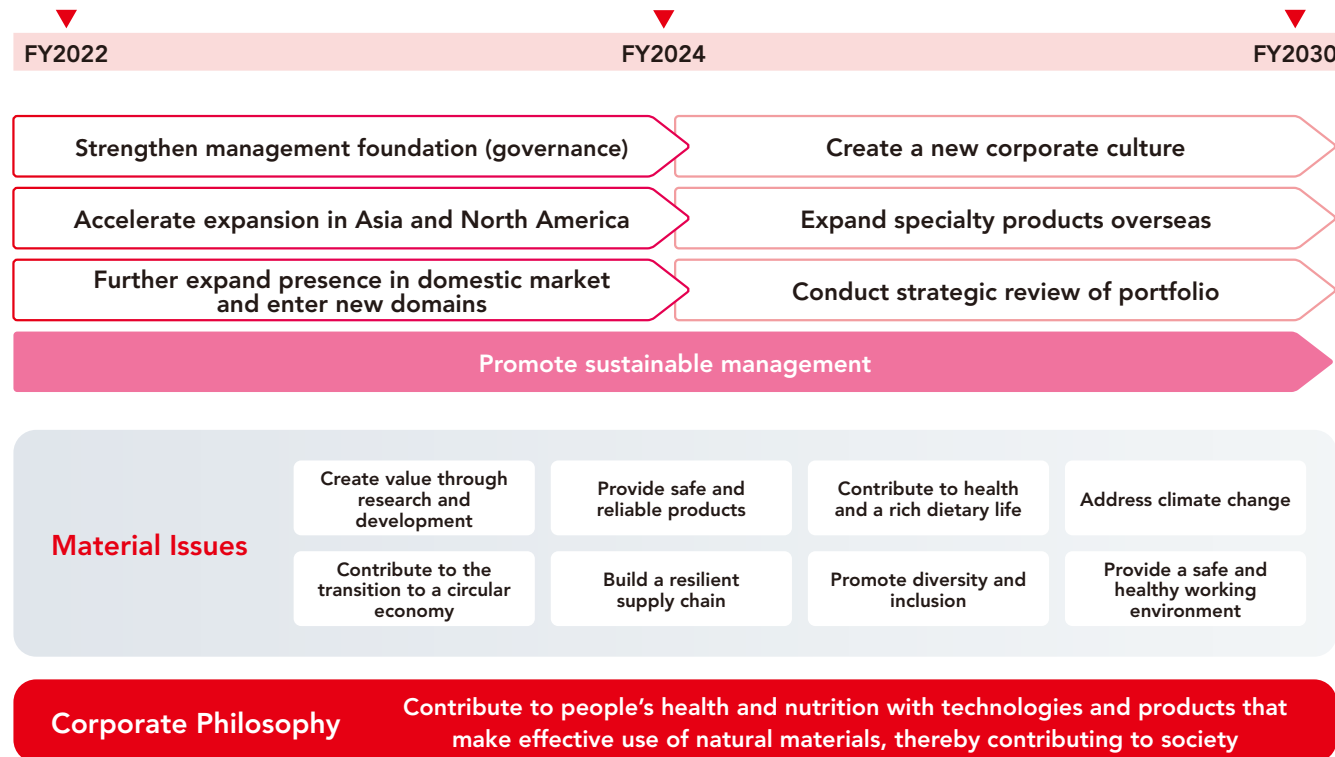 FY2022
FY2024
FY2030
Strengthen management foundation (governance)
Create a new corporate culture
Accelerate expansion in Asia and North America
Expand specialty products overseas
Further expand presence in domestic market
and enter new domains
Conduct strategic review of portfolio
Promote sustainable management
Material Issues
Create value through
research and
development
Provide safe and
reliable products
Contribute to health
and a rich dietary life
Address climate change
Contribute to the
transition to a circular
economy
Build a resilient
supply chain
Promote diversity and
inclusion
Provide a safe and
healthy working
environment
Corporate Philosophy
Contribute to people’s health and nutrition with technologies and products that
make effective use of natural materials, thereby contributing to society